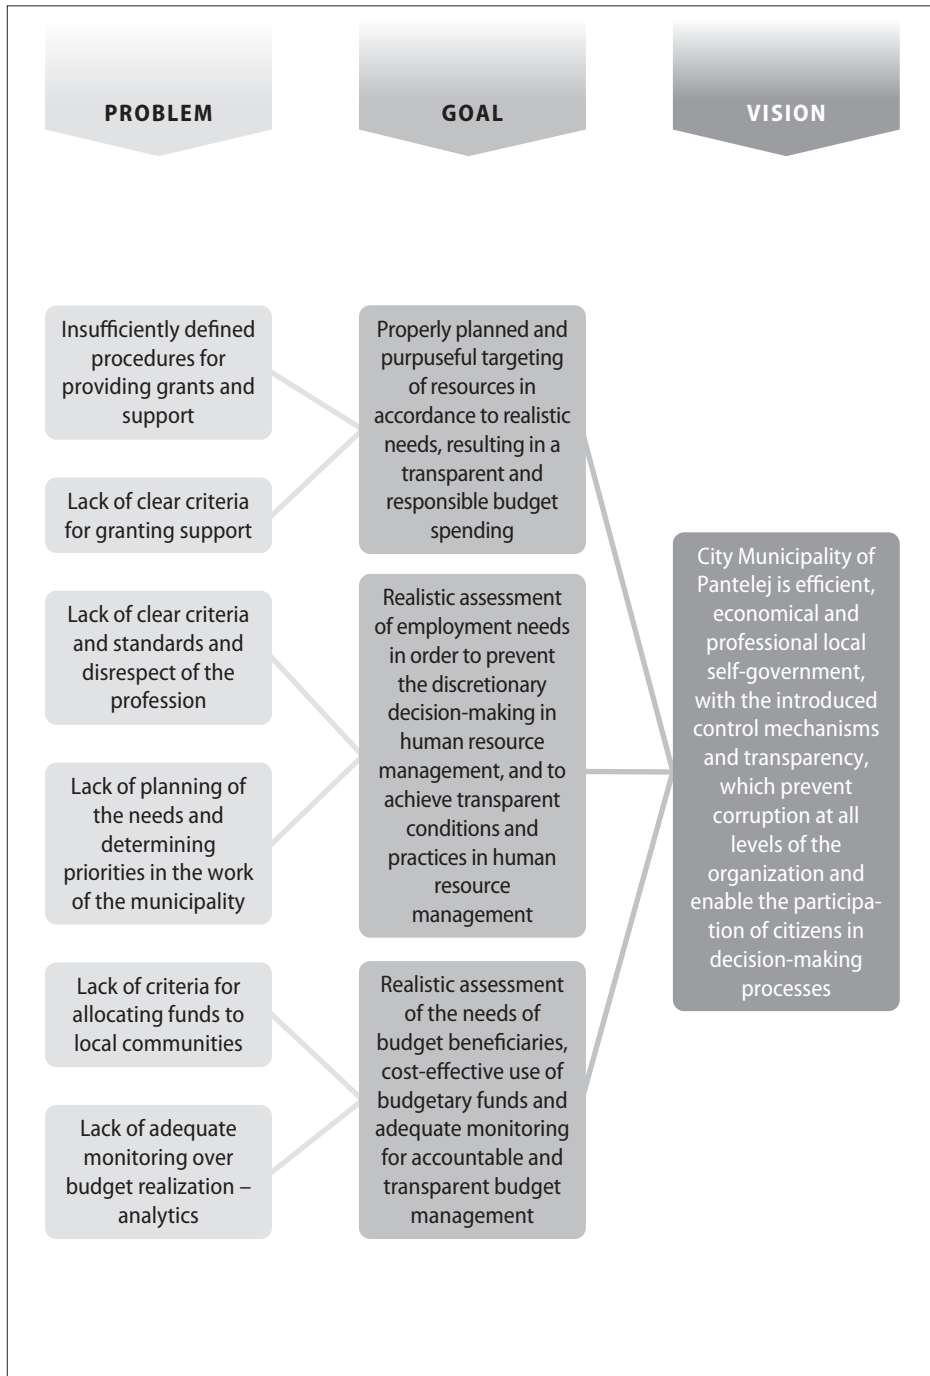 PROBLEM
GOAL
VISION
Insufficiently defined
procedures for
providing grants and
support
Lack of clear criteria
for granting support
Lack of clear criteria
and standards and
disrespect of the
profession
Lack of planning of
the needs and
determining
priorities in the work
of the municipality
Lack of criteria for
allocating funds to
local communities
Lack of adequate
monitoring over
budget realization –
analytics
Properly planned and
purpuseful targeting
of resources in
accordance to realistic
needs, resulting in a
transparent and
responsible budget
spending
Realistic assessment
of employment needs
in order to prevent
the discretionary
decision-making in
human resource
management, and to
achieve transparent
conditions and
practices in human
resource
management
Realistic assessment
of the needs of
budget beneficiaries,
cost-effective use of
budgetary funds and
adequate monitoring
for accountable and
transparent budget
management
City Municipality of
Pantelej is efficient,
economical and
professional local
self-government,
with the introduced
control mechanisms
and transparency,
which prevent
corruption at all
levels of the
organization and
enable the participa-
tion of citizens in
decision-making
processes